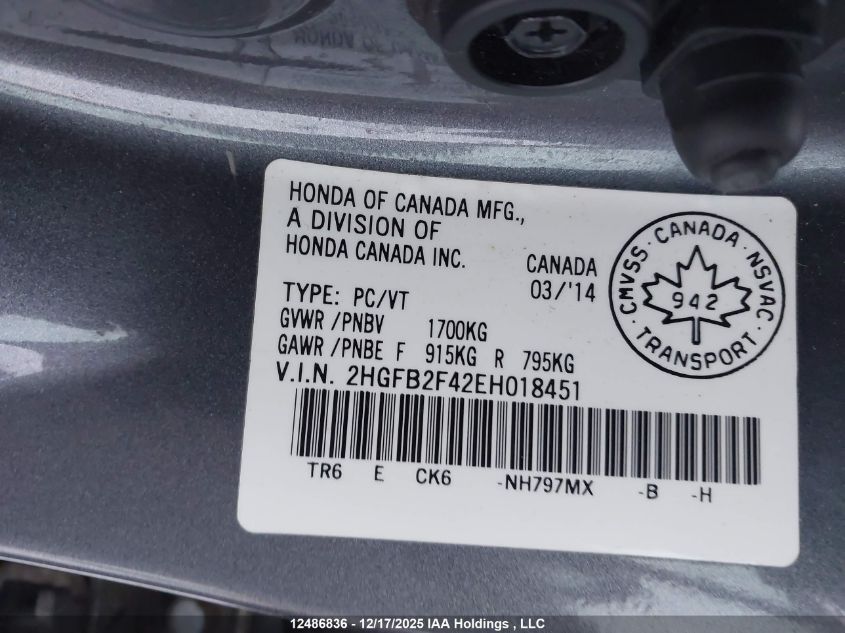 HONDA OF CANADA MFG.,
A DIVISION OF
HONDA CANADA INC.
CANADA
03/'14
TYPE: PC/VT
GVWR /PNBV 1700KG
GAWR /PNBE F 915KG R 795KG
V.I.N. 2HGFB2F42EH018451
TR6 E CK6 -NH797MX -B -H
CMVSS · CANADA · NSVAC
942
· TRANSPORT ·
12486836 - 12/17/2025 IAA Holdings , LLC